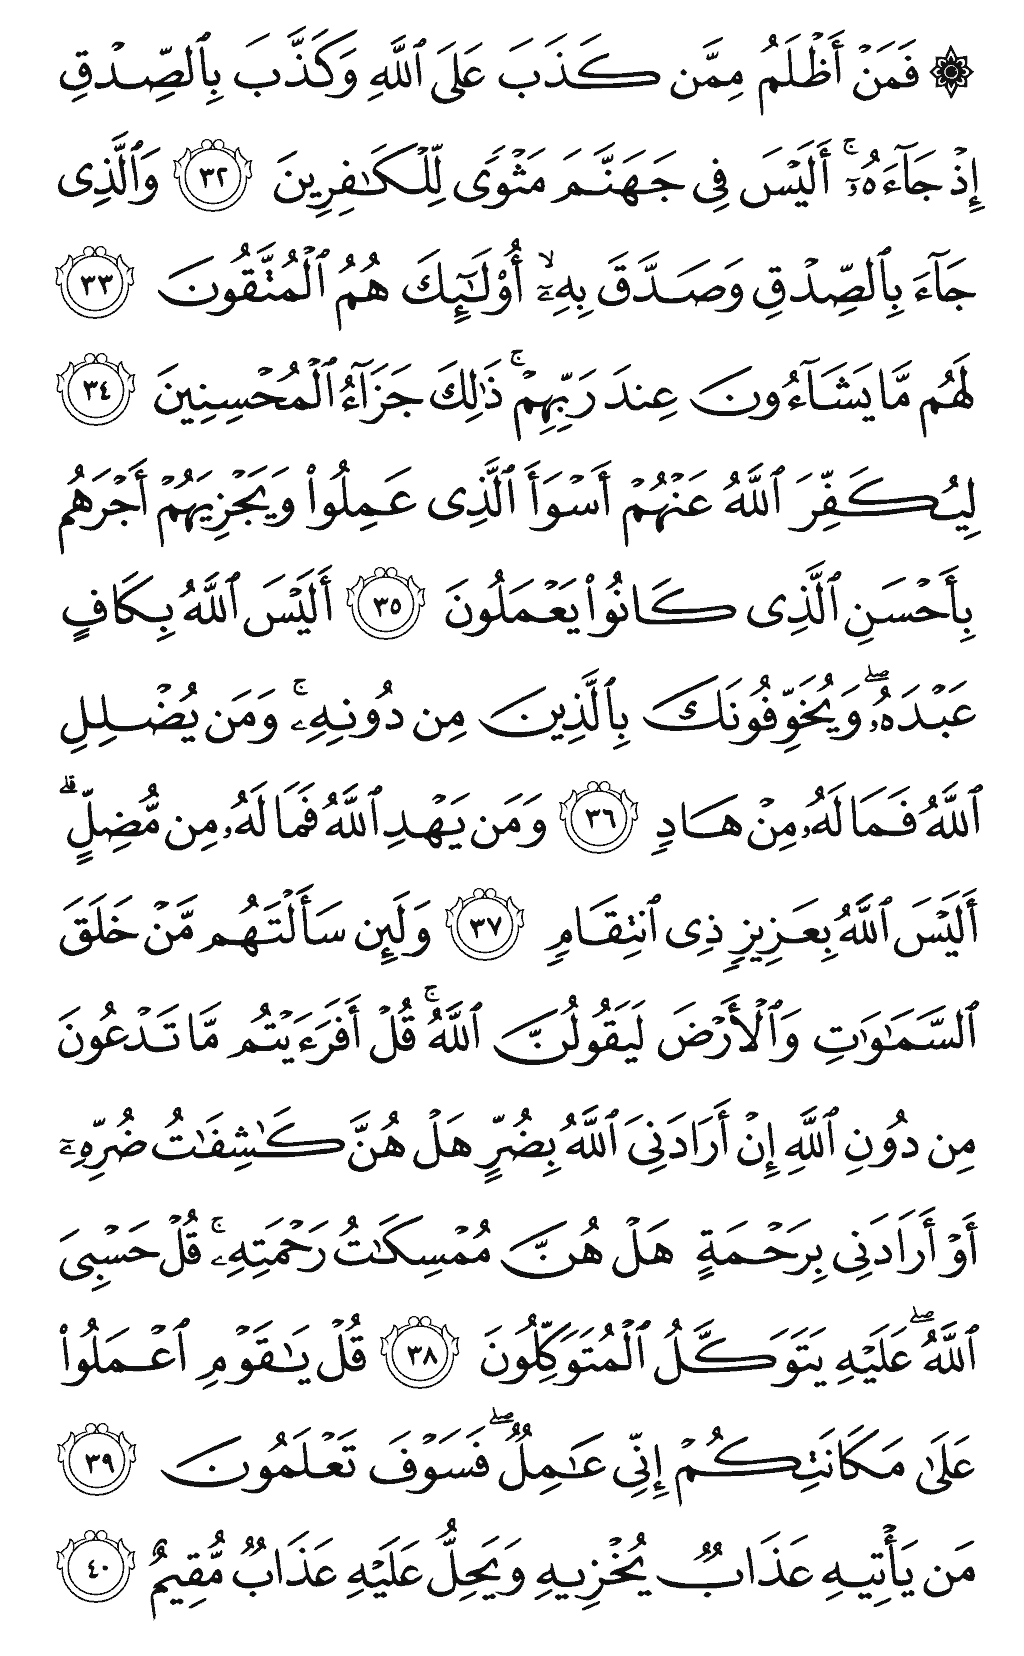 ۞ فَمَنۡ أَظۡلَمُ مِمَّن كَذَبَ عَلَى ٱللَّهِ وَكَذَّبَ بِٱلصِّدۡقِ
إِذۡ جَآءَهُۥٓۚ أَلَيۡسَ فِي جَهَنَّمَ مَثۡوٗى لِّلۡكَٰفِرِينَ ٣٢ وَٱلَّذِي
جَآءَ بِٱلصِّدۡقِ وَصَدَّقَ بِهِۦٓۙ أُوْلَٰٓئِكَ هُمُ ٱلۡمُتَّقُونَ ٣٣
لَهُم مَّا يَشَآءُونَ عِندَ رَبِّهِمۡۚ ذَٰلِكَ جَزَآءُ ٱلۡمُحۡسِنِينَ ٣٤
لِيُكَفِّرَ ٱللَّهُ عَنۡهُمۡ أَسۡوَأَ ٱلَّذِي عَمِلُواْ وَيَجۡزِيَهُمۡ أَجۡرَهُم
بِأَحۡسَنِ ٱلَّذِي كَانُواْ يَعۡمَلُونَ ٣٥ أَلَيۡسَ ٱللَّهُ بِكَافٍ
عَبۡدَهُۥۖ وَيُخَوِّفُونَكَ بِٱلَّذِينَ مِن دُونِهِۦۚ وَمَن يُضۡلِلِ
ٱللَّهُ فَمَا لَهُۥ مِنۡ هَادٖ ٣٦ وَمَن يَهۡدِ ٱللَّهُ فَمَا لَهُۥ مِن مُّضِلٍّۗ
أَلَيۡسَ ٱللَّهُ بِعَزِيزٖ ذِي ٱنتِقَامٖ ٣٧ وَلَئِن سَأَلۡتَهُم مَّنۡ خَلَقَ
ٱلسَّمَٰوَٰتِ وَٱلۡأَرۡضَ لَيَقُولُنَّ ٱللَّهُۚ قُلۡ أَفَرَءَيۡتُم مَّا تَدۡعُونَ
مِن دُونِ ٱللَّهِ إِنۡ أَرَادَنِيَ ٱللَّهُ بِضُرٍّ هَلۡ هُنَّ كَٰشِفَٰتُ ضُرِّهِۦٓ
أَوۡ أَرَادَنِي بِرَحۡمَةٍ هَلۡ هُنَّ مُمۡسِكَٰتُ رَحۡمَتِهِۦۚ قُلۡ حَسۡبِيَ
ٱللَّهُۖ عَلَيۡهِ يَتَوَكَّلُ ٱلۡمُتَوَكِّلُونَ ٣٨ قُلۡ يَٰقَوۡمِ ٱعۡمَلُواْ
عَلَىٰ مَكَانَتِكُمۡ إِنِّي عَٰمِلٞۖ فَسَوۡفَ تَعۡلَمُونَ ٣٩
مَن يَأۡتِيهِ عَذَابٞ يُخۡزِيهِ وَيَحِلُّ عَلَيۡهِ عَذَابٞ مُّقِيمٌ ٤٠